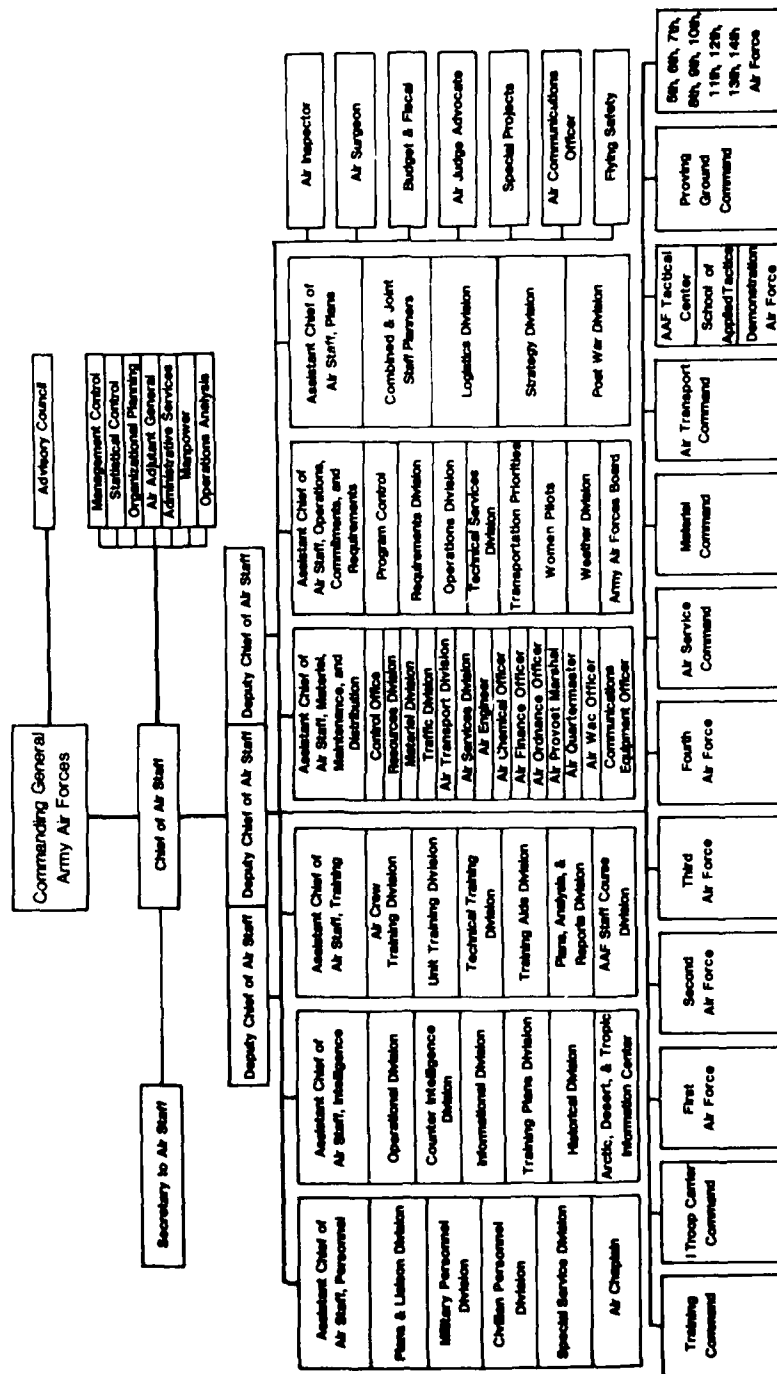 Commanding General
Army Air Forces
Advisory Council
Secretary to Air Staff
Chief of Air Staff
Management Control
Statistical Control
Organizational Planning
Air Adjutant General
Administrative Services
Manpower
Operations Analysis
Deputy Chief of Air Staff
Deputy Chief of Air Staff
Deputy Chief of Air Staff
Assistant Chief of
Air Staff, Personnel
Plans & Liaison Division
Military Personnel
Division
Civilian Personnel
Division
Special Service Division
Air Chaplain
Assistant Chief of
Air Staff, Intelligence
Operational Division
Counter Intelligence
Division
Informational Division
Training Plans Division
Historical Division
Arctic, Desert, & Tropic
Information Center
Assistant Chief of
Air Staff, Training
Air Crew
Training Division
Unit Training Division
Technical Training
Division
Training Aids Division
Plans, Analysis, &
Reports Division
AAF Staff Course
Division
Assistant Chief of
Air Staff, Materiel,
Maintenance, and
Distribution
Control Office
Resources Division
Materiel Division
Traffic Division
Air Transport Division
Air Services Division
Air Engineer
Air Chemical Officer
Air Finance Officer
Air Ordnance Officer
Air Provost Marshal
Air Quartermaster
Air Wac Officer
Communications
Equipment Officer
Assistant Chief of
Air Staff, Operations,
Commitments, and
Requirements
Program Control
Requirements Division
Operations Division
Technical Services
Division
Transportation Priorities
Women Pilots
Weather Division
Army Air Forces Board
Assistant Chief of
Air Staff, Plans
Combined & Joint
Staff Planners
Logistics Division
Strategy Division
Post War Division
Air Inspector
Air Surgeon
Budget & Fiscal
Air Judge Advocate
Special Projects
Air Communications
Officer
Flying Safety
Training
Command
I Troop Carrier
Command
First
Air Force
Second
Air Force
Third
Air Force
Fourth
Air Force
Air Service
Command
Materiel
Command
Air Transport
Command
AAF Tactical
Center
School of
Applied Tactics
Demonstration
Air Force
Proving
Ground
Command
5th, 6th, 7th,
8th, 9th, 10th,
11th, 12th,
13th, 14th
Air Force